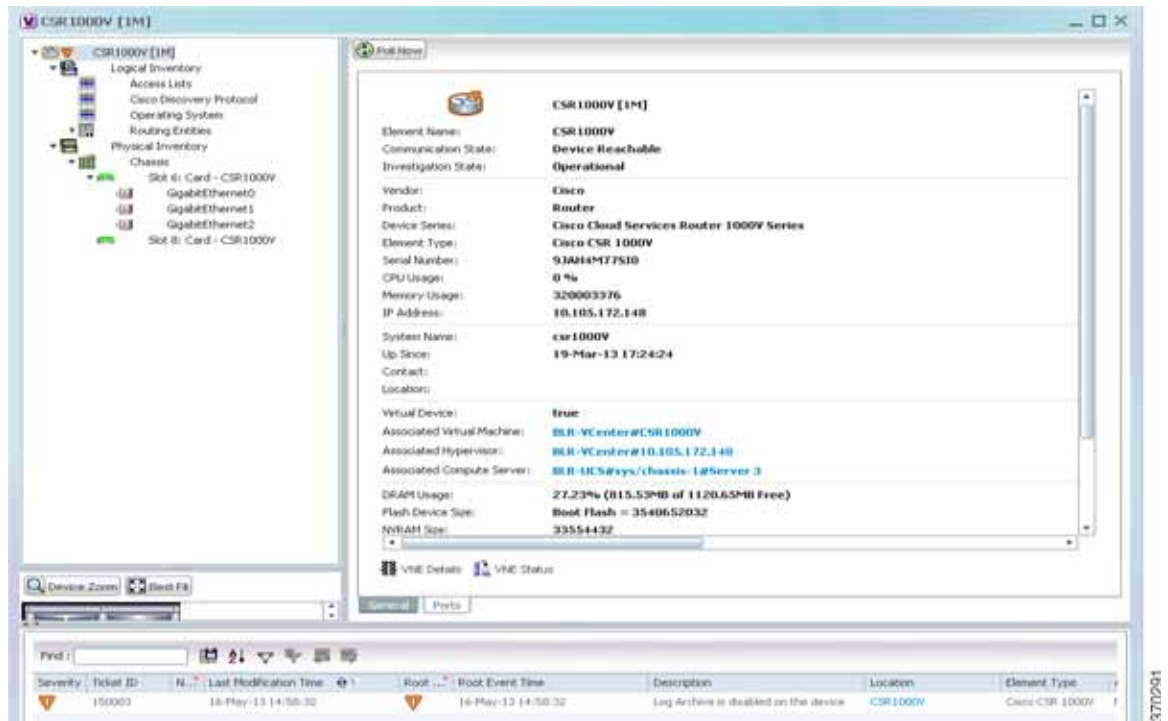 CSR1000V [1M]
CSR1000V [1M]
Logical Inventory
Access Lists
Cisco Discovery Protocol
Operating System
Routing Entities
Physical Inventory
Chassis
Slot 6: Card - CSR1000V
GigabitEthernet0
GigabitEthernet1
GigabitEthernet2
Slot 8: Card - CSR1000V
Device Zoom Best Fit
Poll Now
CSR1000V [1M]
Element Name: CSR1000V
Communication State: Device Reachable
Investigation State: Operational
Vendor: Cisco
Product: Router
Device Series: Cisco Cloud Services Router 1000V Series
Element Type: Cisco CSR 1000V
Serial Number: 9JAH4M77SI0
CPU Usage: 0 %
Memory Usage: 320003376
IP Address: 10.105.172.148
System Name: csr1000V
Up Since: 19-Mar-13 17:24:24
Contact:
Location:
Virtual Device: true
Associated Virtual Machine: BLR-VCenter#CSR1000V
Associated Hypervisor: BLR-VCenter#10.105.172.140
Associated Compute Server: BLR-UCS#sys/chassis-1#Server 3
DRAM Usage: 27.23% (815.53MB of 1120.65MB Free)
Flash Device Size: Boot Flash = 3540652032
NVRAM Size: 33554432
VNE Details VNE Status
General Ports
Find :
Severity Ticket ID N... Last Modification Time Root ... Root Event Time Description Location Element Type
150003 16-May-13 14:58:32 16-May-13 14:58:32 Log Archive is disabled on the device CSR1000V Cisco CSR 1000V
370291